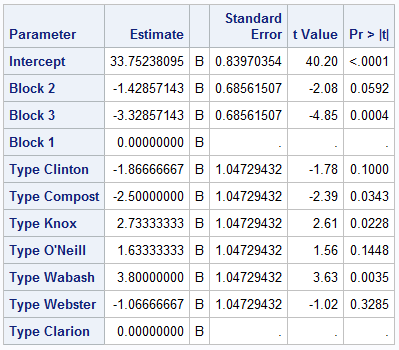 Parameter Estimate Standard Error t Value Pr > |t|
Intercept 33.75238095 B 0.83970354 40.20 <.0001
Block 2 -1.42857143 B 0.68561507 -2.08 0.0592
Block 3 -3.32857143 B 0.68561507 -4.85 0.0004
Block 1 0.00000000 B . . .
Type Clinton -1.86666667 B 1.04729432 -1.78 0.1000
Type Compost -2.50000000 B 1.04729432 -2.39 0.0343
Type Knox 2.73333333 B 1.04729432 2.61 0.0228
Type O'Neill 1.63333333 B 1.04729432 1.56 0.1448
Type Wabash 3.80000000 B 1.04729432 3.63 0.0035
Type Webster -1.06666667 B 1.04729432 -1.02 0.3285
Type Clarion 0.00000000 B . . .